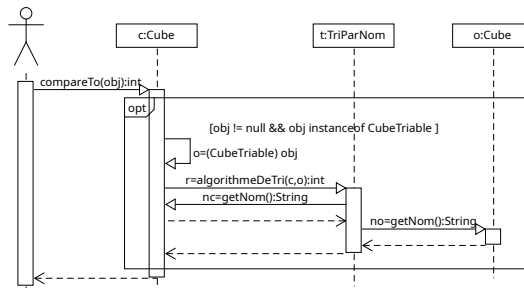 c:Cube
t:TriParNom
o:Cube
compareTo(obj):int
opt
[obj != null && obj instanceof CubeTriable ]
o=(CubeTriable) obj
r=algorithmeDeTri(c,o):int
nc=getNom():String
no=getNom():String